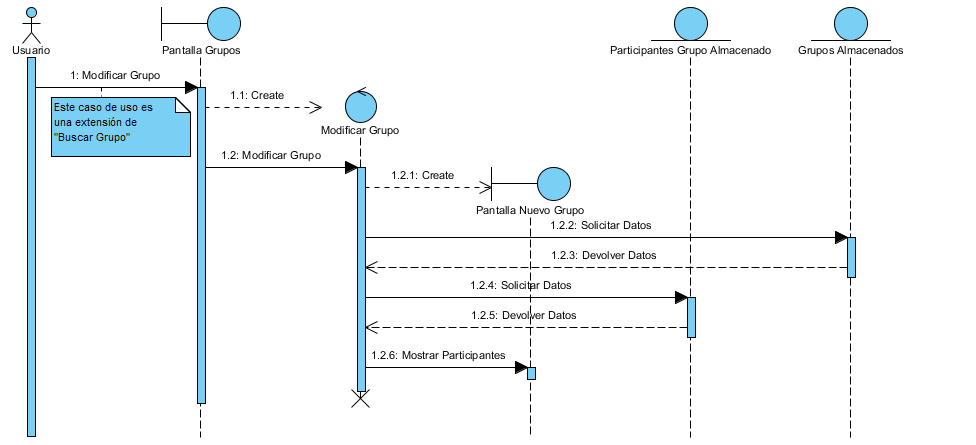 Usuario
Pantalla Grupos
Participantes Grupo Almacenado
Grupos Almacenados
1: Modificar Grupo
1.1: Create
Este caso de uso es
una extensión de
"Buscar Grupo"
Modificar Grupo
1.2: Modificar Grupo
1.2.1: Create
Pantalla Nuevo Grupo
1.2.2: Solicitar Datos
1.2.3: Devolver Datos
1.2.4: Solicitar Datos
1.2.5: Devolver Datos
1.2.6: Mostrar Participantes